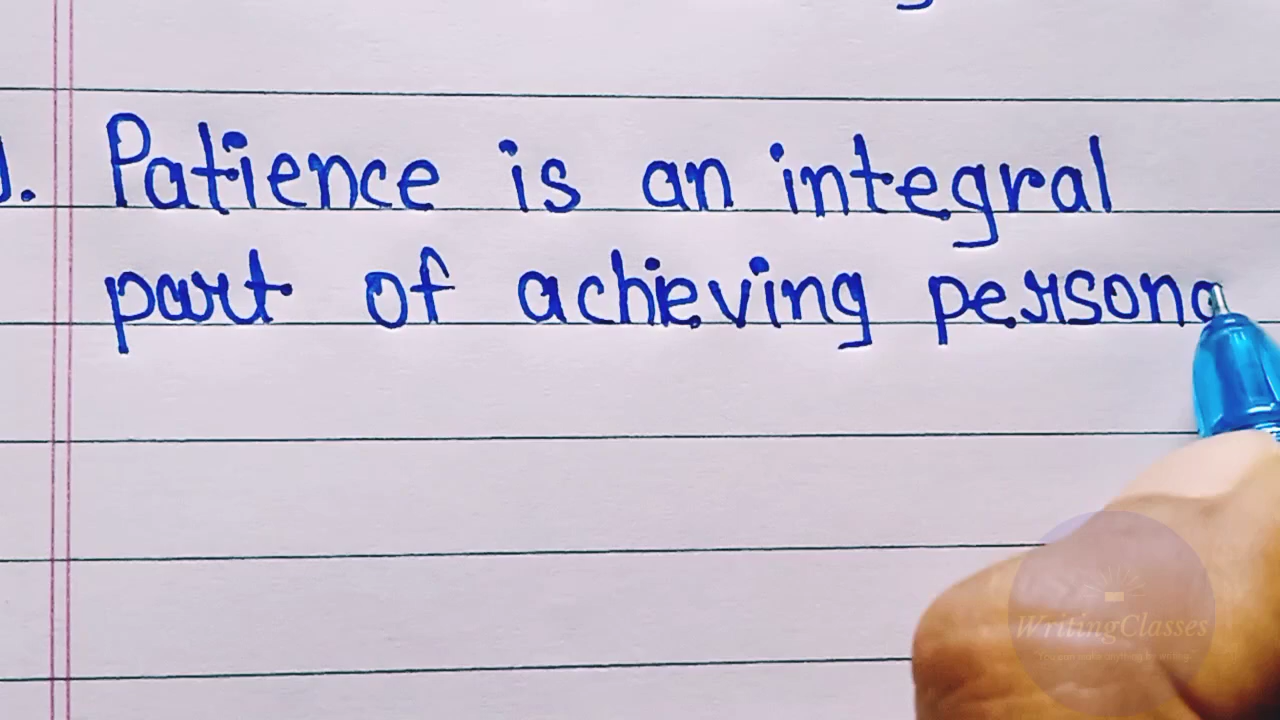 Patience is an integral
part of achieving persona
WritingClasses